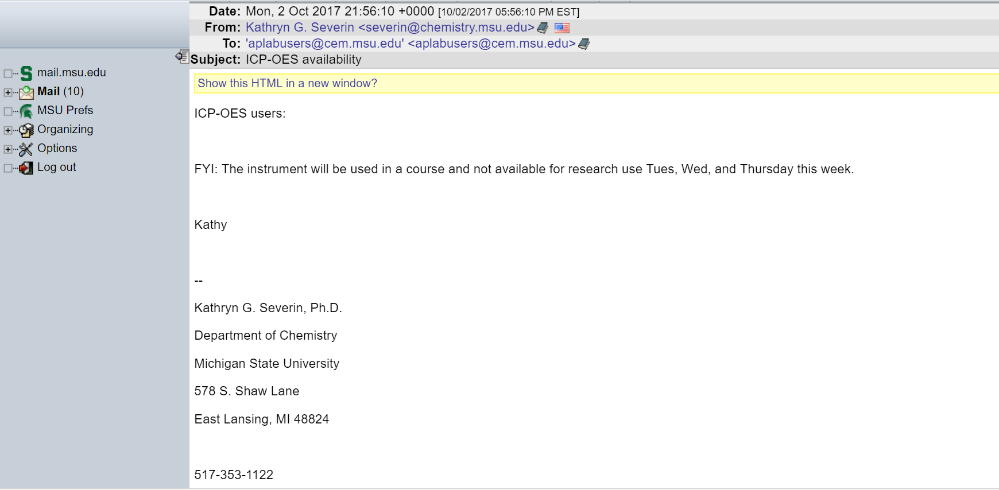 Date: Mon, 2 Oct 2017 21:56:10 +0000 [10/02/2017 05:56:10 PM EST]
From: Kathryn G. Severin <severin@chemistry.msu.edu>
To: 'aplabusers@cem.msu.edu' <aplabusers@cem.msu.edu>
Subject: ICP-OES availability
S mail.msu.edu
Mail (10)
MSU Prefs
Organizing
Options
Log out
Show this HTML in a new window?
ICP-OES users:
FYI: The instrument will be used in a course and not available for research use Tues, Wed, and Thursday this week.
Kathy
--
Kathryn G. Severin, Ph.D.
Department of Chemistry
Michigan State University
578 S. Shaw Lane
East Lansing, MI 48824
517-353-1122